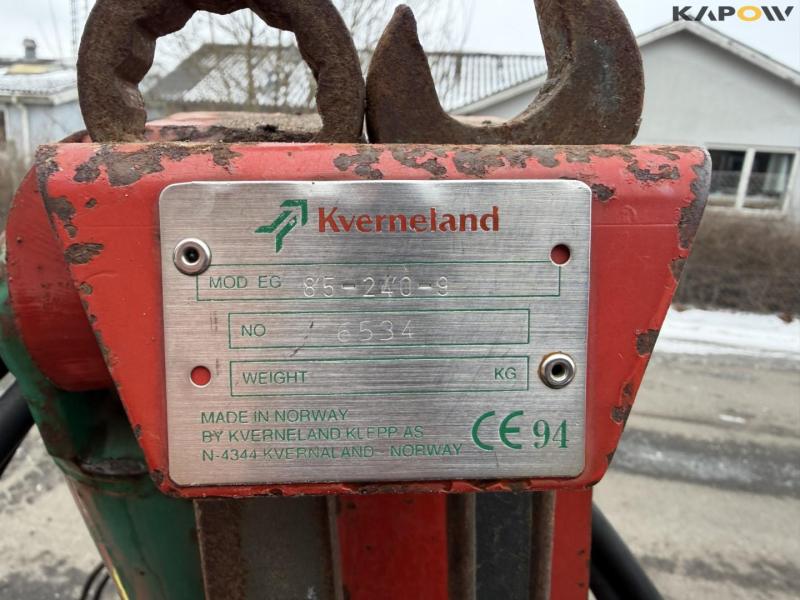 KAPOW
Kverneland
MOD EG 85-240-9
NO 6534
WEIGHT KG
MADE IN NORWAY
BY KVERNELAND KLEPP AS
N-4344 KVERNALAND - NORWAY
CE 94